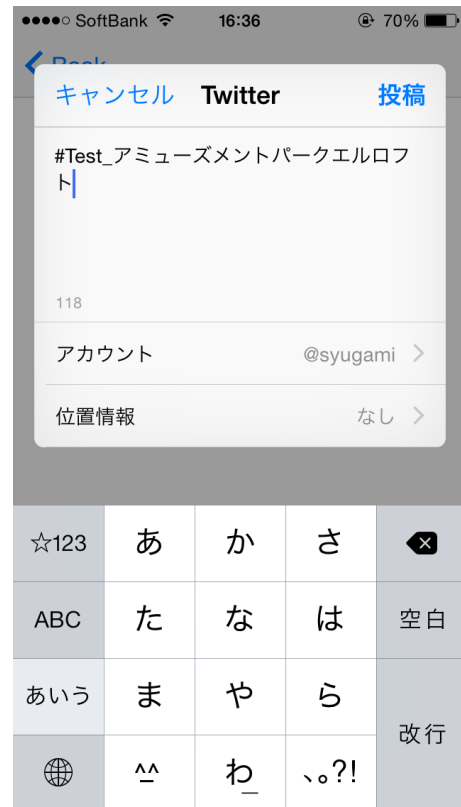 SoftBank 16:36 70%
Back
キャンセル Twitter 投稿
#Test_アミューズメントパークエルロフ
ト
118
アカウント @syugami
位置情報 なし
☆123 あ か さ
ABC た な は 空白
あいう ま や ら
改行
^^ わ_ 、。?!